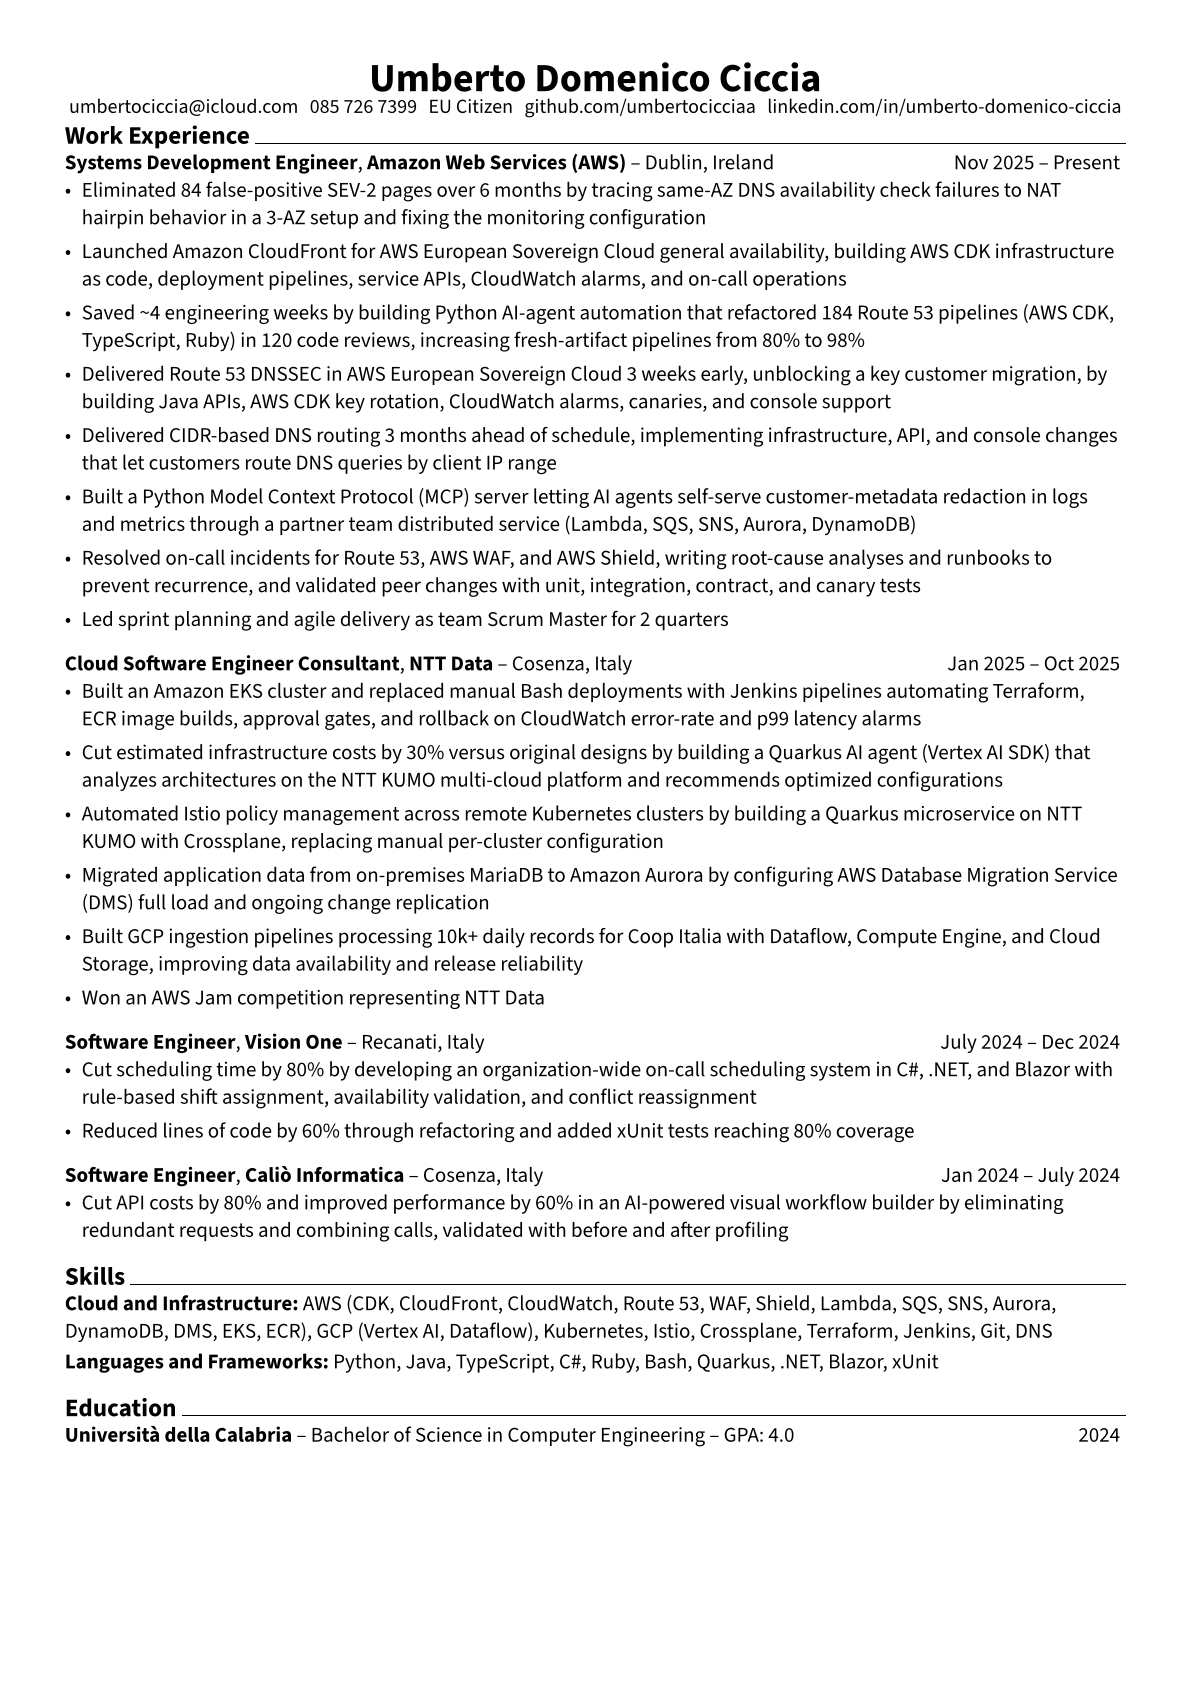 Umberto Domenico Ciccia
umbertociccia@icloud.com 085 726 7399 EU Citizen github.com/umbertocicciaa linkedin.com/in/umberto-domenico-ciccia
Work Experience
Systems Development Engineer, Amazon Web Services (AWS) – Dublin, Ireland Nov 2025 – Present
• Eliminated 84 false-positive SEV-2 pages over 6 months by tracing same-AZ DNS availability check failures to NAT
hairpin behavior in a 3-AZ setup and fixing the monitoring configuration
• Launched Amazon CloudFront for AWS European Sovereign Cloud general availability, building AWS CDK infrastructure
as code, deployment pipelines, service APIs, CloudWatch alarms, and on-call operations
• Saved ~4 engineering weeks by building Python AI-agent automation that refactored 184 Route 53 pipelines (AWS CDK,
TypeScript, Ruby) in 120 code reviews, increasing fresh-artifact pipelines from 80% to 98%
• Delivered Route 53 DNSSEC in AWS European Sovereign Cloud 3 weeks early, unblocking a key customer migration, by
building Java APIs, AWS CDK key rotation, CloudWatch alarms, canaries, and console support
• Delivered CIDR-based DNS routing 3 months ahead of schedule, implementing infrastructure, API, and console changes
that let customers route DNS queries by client IP range
• Built a Python Model Context Protocol (MCP) server letting AI agents self-serve customer-metadata redaction in logs
and metrics through a partner team distributed service (Lambda, SQS, SNS, Aurora, DynamoDB)
• Resolved on-call incidents for Route 53, AWS WAF, and AWS Shield, writing root-cause analyses and runbooks to
prevent recurrence, and validated peer changes with unit, integration, contract, and canary tests
• Led sprint planning and agile delivery as team Scrum Master for 2 quarters
Cloud Software Engineer Consultant, NTT Data – Cosenza, Italy Jan 2025 – Oct 2025
• Built an Amazon EKS cluster and replaced manual Bash deployments with Jenkins pipelines automating Terraform,
ECR image builds, approval gates, and rollback on CloudWatch error-rate and p99 latency alarms
• Cut estimated infrastructure costs by 30% versus original designs by building a Quarkus AI agent (Vertex AI SDK) that
analyzes architectures on the NTT KUMO multi-cloud platform and recommends optimized configurations
• Automated Istio policy management across remote Kubernetes clusters by building a Quarkus microservice on NTT
KUMO with Crossplane, replacing manual per-cluster configuration
• Migrated application data from on-premises MariaDB to Amazon Aurora by configuring AWS Database Migration Service
(DMS) full load and ongoing change replication
• Built GCP ingestion pipelines processing 10k+ daily records for Coop Italia with Dataflow, Compute Engine, and Cloud
Storage, improving data availability and release reliability
• Won an AWS Jam competition representing NTT Data
Software Engineer, Vision One – Recanati, Italy July 2024 – Dec 2024
• Cut scheduling time by 80% by developing an organization-wide on-call scheduling system in C#, .NET, and Blazor with
rule-based shift assignment, availability validation, and conflict reassignment
• Reduced lines of code by 60% through refactoring and added xUnit tests reaching 80% coverage
Software Engineer, Caliò Informatica – Cosenza, Italy Jan 2024 – July 2024
• Cut API costs by 80% and improved performance by 60% in an AI-powered visual workflow builder by eliminating
redundant requests and combining calls, validated with before and after profiling
Skills
Cloud and Infrastructure: AWS (CDK, CloudFront, CloudWatch, Route 53, WAF, Shield, Lambda, SQS, SNS, Aurora,
DynamoDB, DMS, EKS, ECR), GCP (Vertex AI, Dataflow), Kubernetes, Istio, Crossplane, Terraform, Jenkins, Git, DNS
Languages and Frameworks: Python, Java, TypeScript, C#, Ruby, Bash, Quarkus, .NET, Blazor, xUnit
Education
Università della Calabria – Bachelor of Science in Computer Engineering – GPA: 4.0 2024